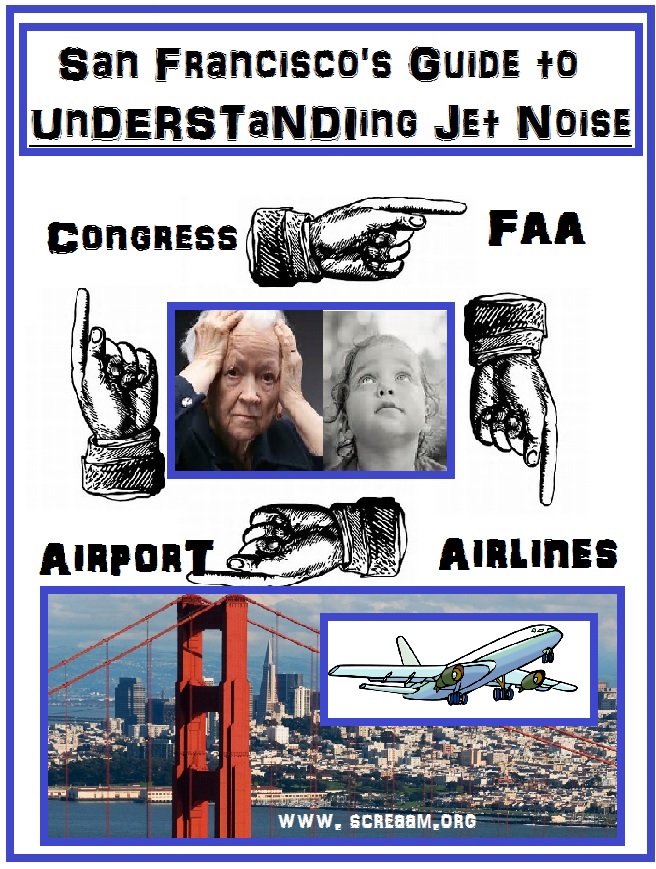 San Francisco's Guide to
UnDERSTaNDIing Jet Noise
Congress
FAA
Airport
Airlines
www. screaam.org